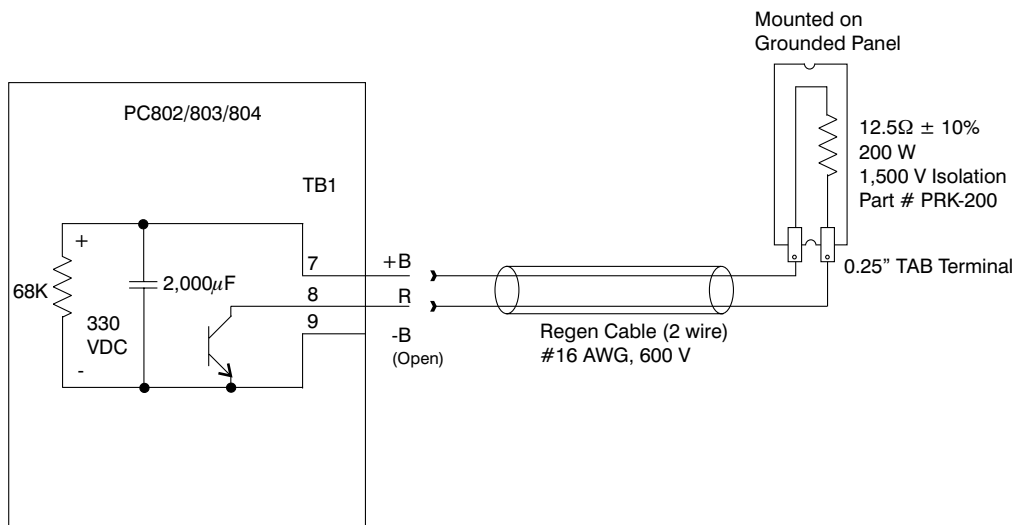 Mounted on
Grounded Panel
PC802/803/804
12.5Ω ± 10%
200 W
1,500 V Isolation
Part # PRK-200
TB1
+
7
+B
0.25" TAB Terminal
68K
2,000µF
8
R
330
VDC
9
-B
(Open)
-
Regen Cable (2 wire)
#16 AWG, 600 V